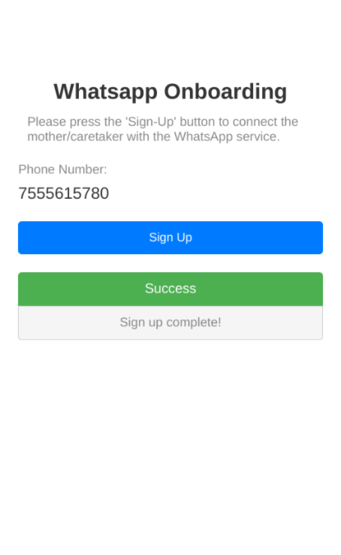 Whatsapp Onboarding
Please press the 'Sign-Up' button to connect the
mother/caretaker with the WhatsApp service.
Phone Number:
7555615780
Sign Up
Success
Sign up complete!